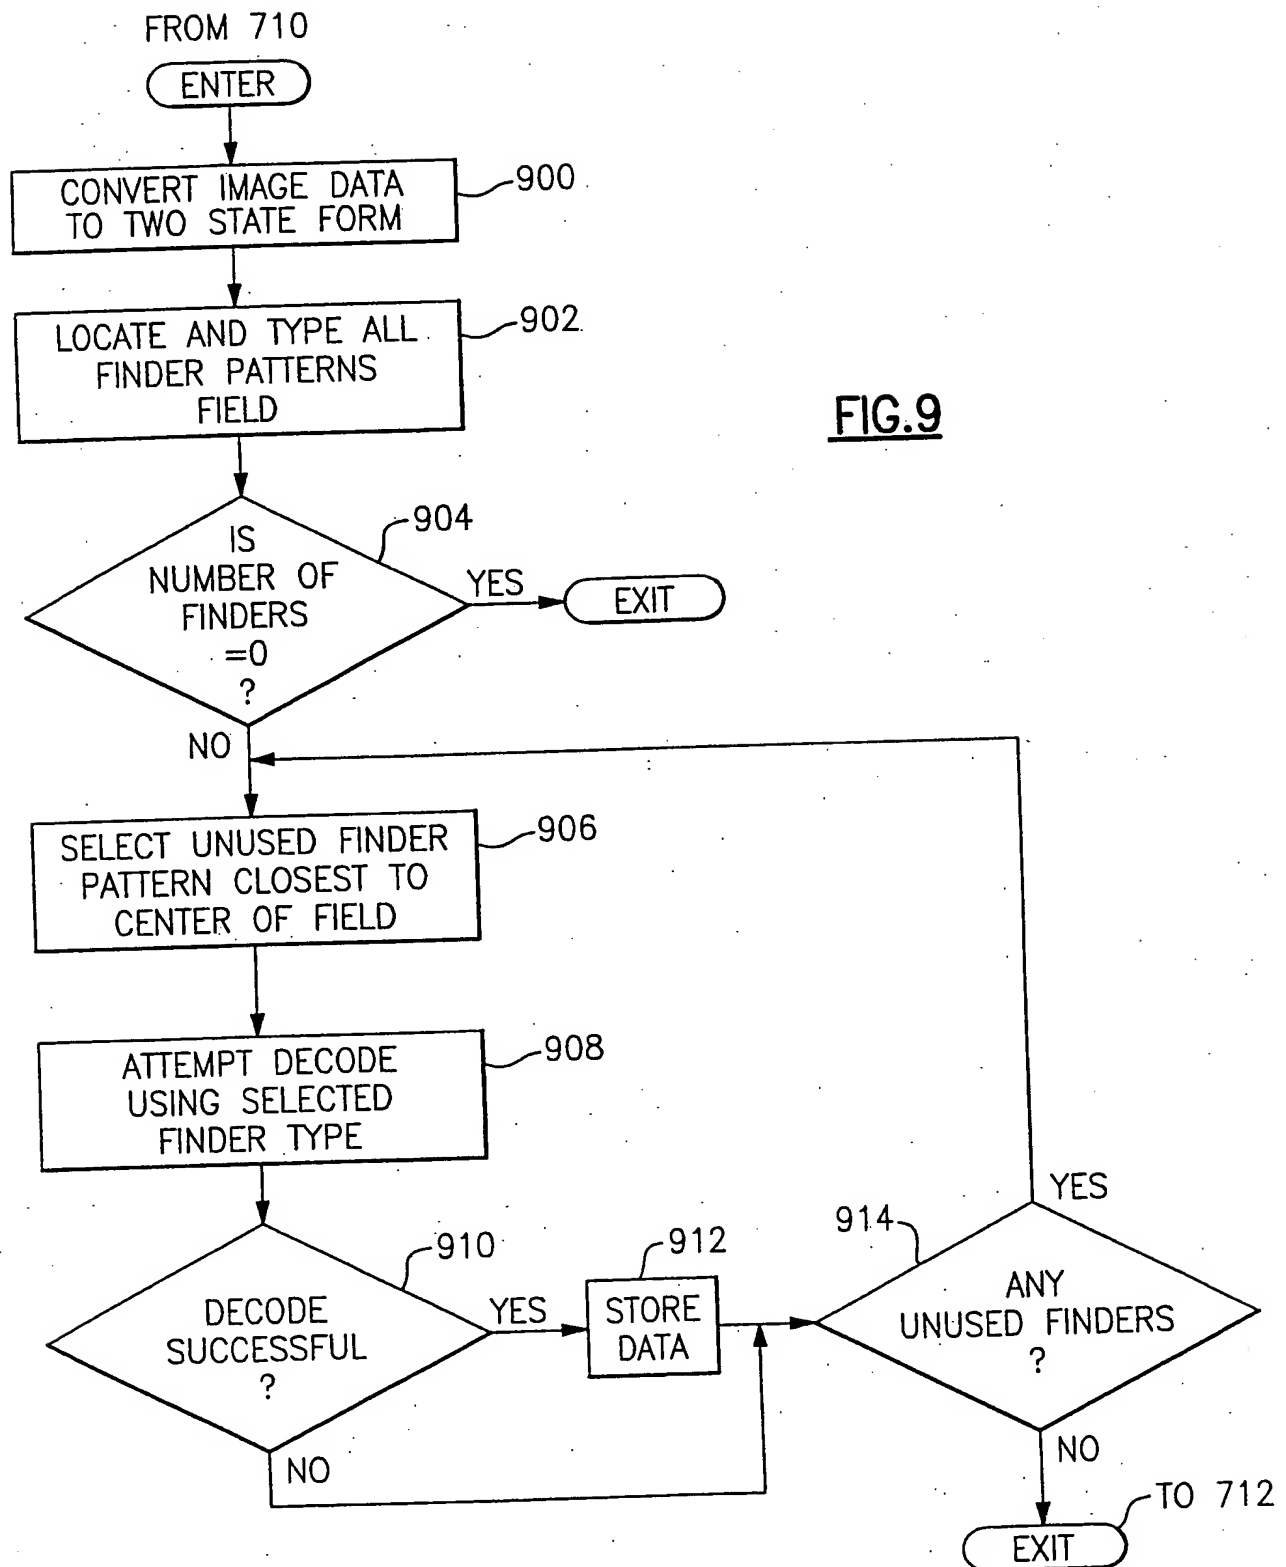 FROM 710
ENTER
CONVERT IMAGE DATA
TO TWO STATE FORM
900
LOCATE AND TYPE ALL
FINDER PATTERNS
FIELD
902
FIG.9
IS
NUMBER OF
FINDERS
=0
?
904
YES
EXIT
NO
SELECT UNUSED FINDER
PATTERN CLOSEST TO
CENTER OF FIELD
906
ATTEMPT DECODE
USING SELECTED
FINDER TYPE
908
DECODE
SUCCESSFUL
?
910
YES
NO
STORE
DATA
912
ANY
UNUSED FINDERS
?
914
YES
NO
EXIT
TO 712